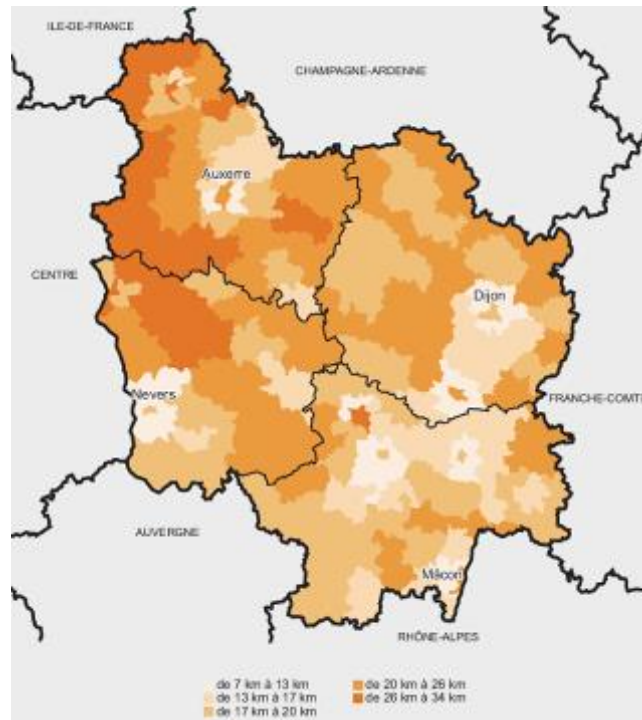 ILE-DE-FRANCE
CHAMPAGNE-ARDENNE
Auxerre
CENTRE
Dijon
Nevers
FRANCHE-COMT
AUVERGNE
Mâcon
RHÔNE-ALPES
de 7 km à 13 km
de 13 km à 17 km
de 17 km à 20 km
de 20 km à 26 km
de 26 km à 34 km